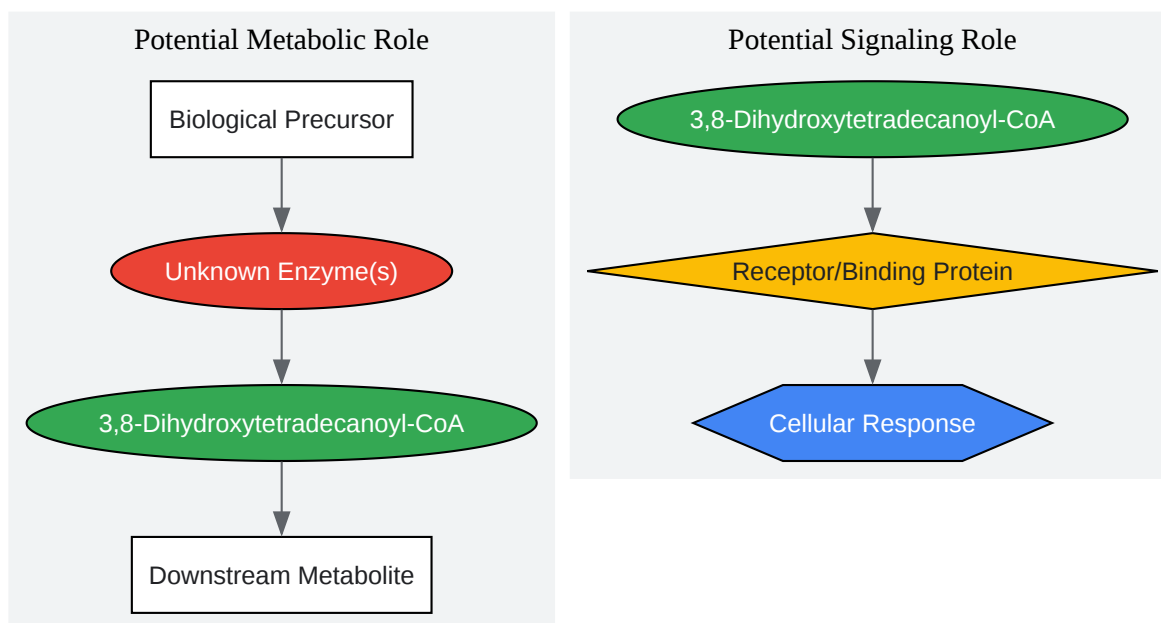 Potential Metabolic Role
Biological Precursor
Unknown Enzyme(s)
3,8-Dihydroxytetradecanoyl-CoA
Downstream Metabolite
Potential Signaling Role
3,8-Dihydroxytetradecanoyl-CoA
Receptor/Binding Protein
Cellular Response